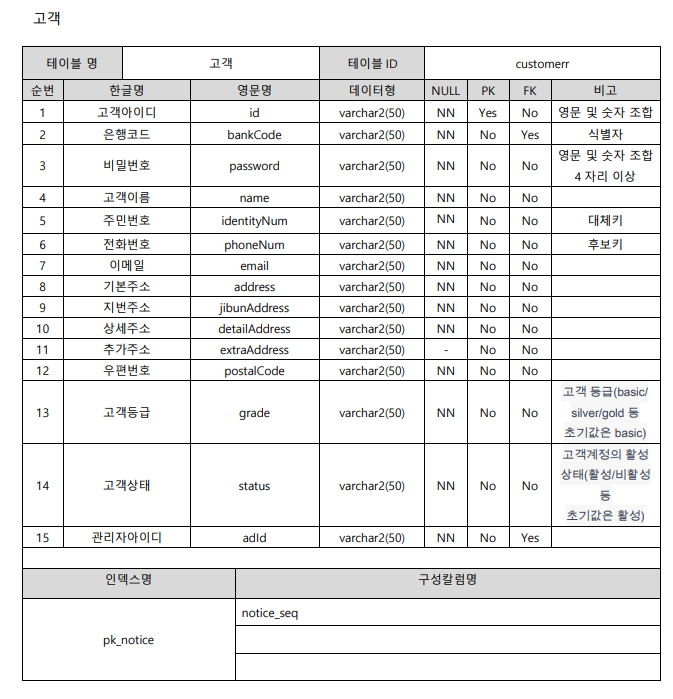 고객
테이블 명 고객 테이블 ID customerr
순번 한글명 영문명 데이터형 NULL PK FK 비고
1 고객아이디 id varchar2(50) NN Yes No 영문 및 숫자 조합
2 은행코드 bankCode varchar2(50) NN No Yes 식별자
3 비밀번호 password varchar2(50) NN No No 영문 및 숫자 조합
4 자리 이상
4 고객이름 name varchar2(50) NN No No
5 주민번호 identityNum varchar2(50) NN No No 대체키
6 전화번호 phoneNum varchar2(50) NN No No 후보키
7 이메일 email varchar2(50) NN No No
8 기본주소 address varchar2(50) NN No No
9 지번주소 jibunAddress varchar2(50) NN No No
10 상세주소 detailAddress varchar2(50) NN No No
11 추가주소 extraAddress varchar2(50) - No No
12 우편번호 postalCode varchar2(50) NN No No
13 고객등급 grade varchar2(50) NN No No 고객 등급(basic/
silver/gold 등
초기값은 basic)
14 고객상태 status varchar2(50) NN No No 고객계정의 활성
상태(활성/비활성
등
초기값은 활성)
15 관리자아이디 adId varchar2(50) NN No Yes
인덱스명 구성칼럼명
pk_notice notice_seq